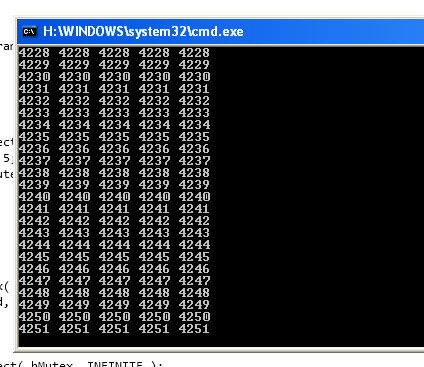 H:\WINDOWS\system32\cmd.exe
4228 4228 4228 4228 4228
4229 4229 4229 4229 4229
4230 4230 4230 4230 4230
4231 4231 4231 4231 4231
4232 4232 4232 4232 4232
4233 4233 4233 4233 4233
4234 4234 4234 4234 4234
4235 4235 4235 4235 4235
4236 4236 4236 4236 4236
4237 4237 4237 4237 4237
4238 4238 4238 4238 4238
4239 4239 4239 4239 4239
4240 4240 4240 4240 4240
4241 4241 4241 4241 4241
4242 4242 4242 4242 4242
4243 4243 4243 4243 4243
4244 4244 4244 4244 4244
4245 4245 4245 4245 4245
4246 4246 4246 4246 4246
4247 4247 4247 4247 4247
4248 4248 4248 4248 4248
4249 4249 4249 4249 4249
4250 4250 4250 4250 4250
4251 4251 4251 4251 4251
ect( hMutex, INFINITE );